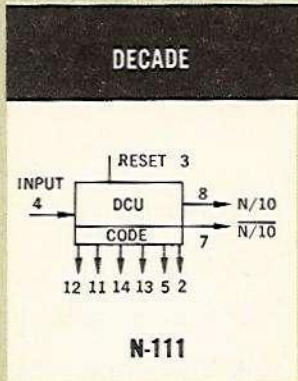 DECADE
RESET 3
INPUT
4
DCU
8
N/10
CODE
7
N/10
12 11 14 13 5 2
N-111